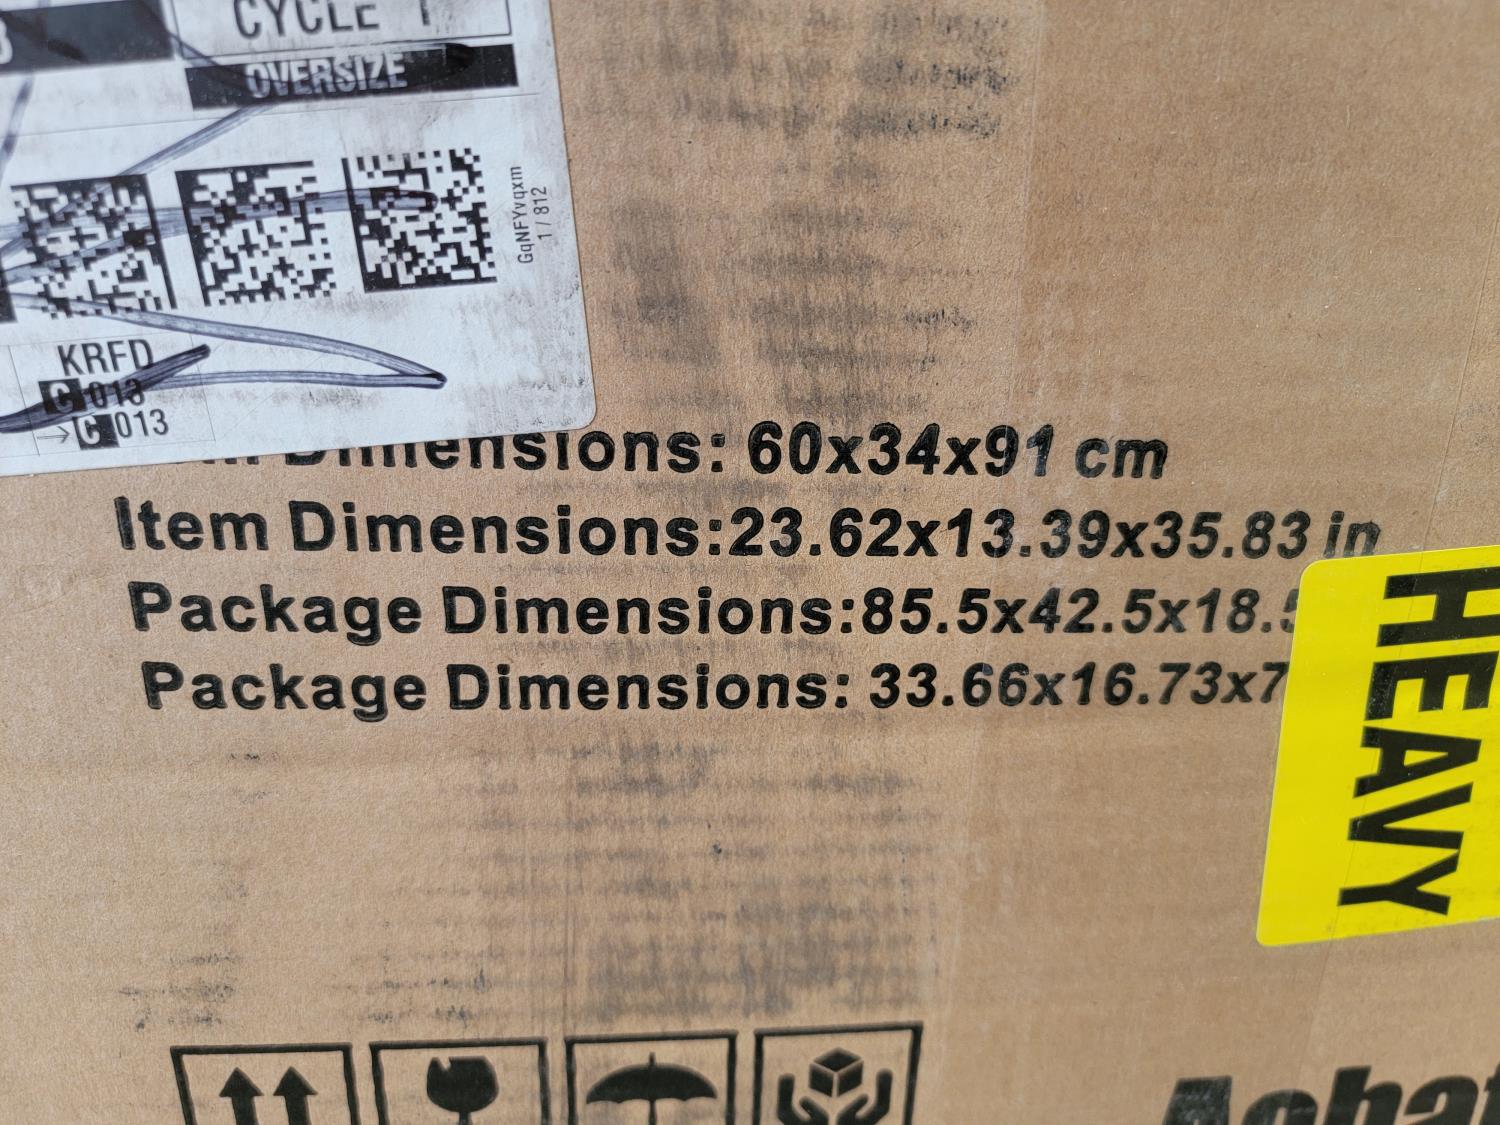 CYCLE 1
OVERSIZE
GqNFYvqxm
1 / 812
KRFD
C 013
→ C 013
Dimensions: 60x34x91 cm
Item Dimensions:23.62x13.39x35.83 in
Package Dimensions:85.5x42.5x18.5
Package Dimensions: 33.66x16.73x7
HEAVY